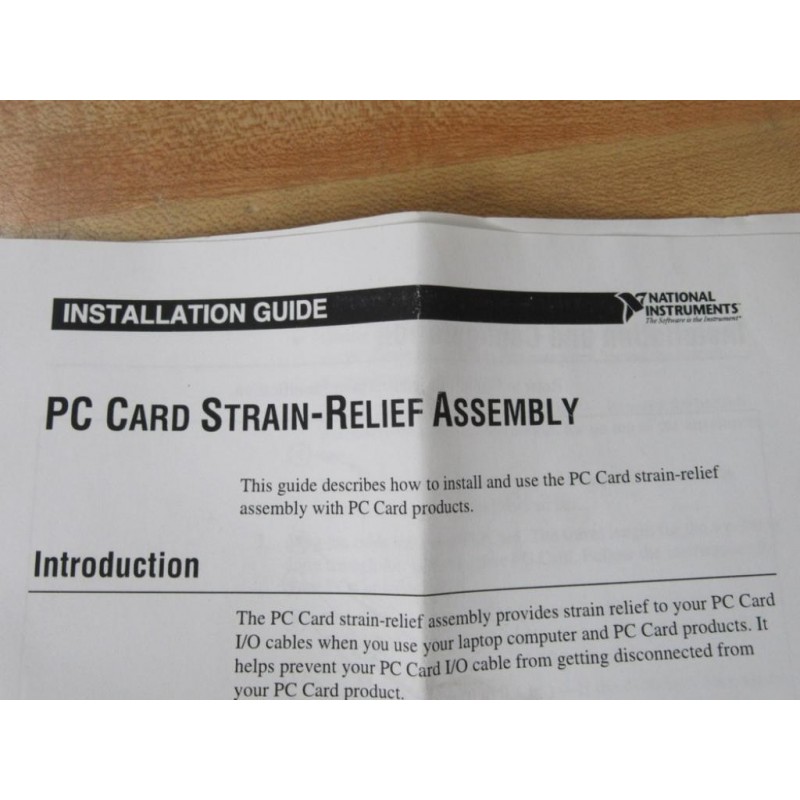 INSTALLATION GUIDE
NATIONAL
INSTRUMENTS™
The Software is the Instrument®
PC CARD STRAIN-RELIEF ASSEMBLY
This guide describes how to install and use the PC Card strain-relief
assembly with PC Card products.
Introduction
The PC Card strain-relief assembly provides strain relief to your PC Card
I/O cables when you use your laptop computer and PC Card products. It
helps prevent your PC Card I/O cable from getting disconnected from
your PC Card product.